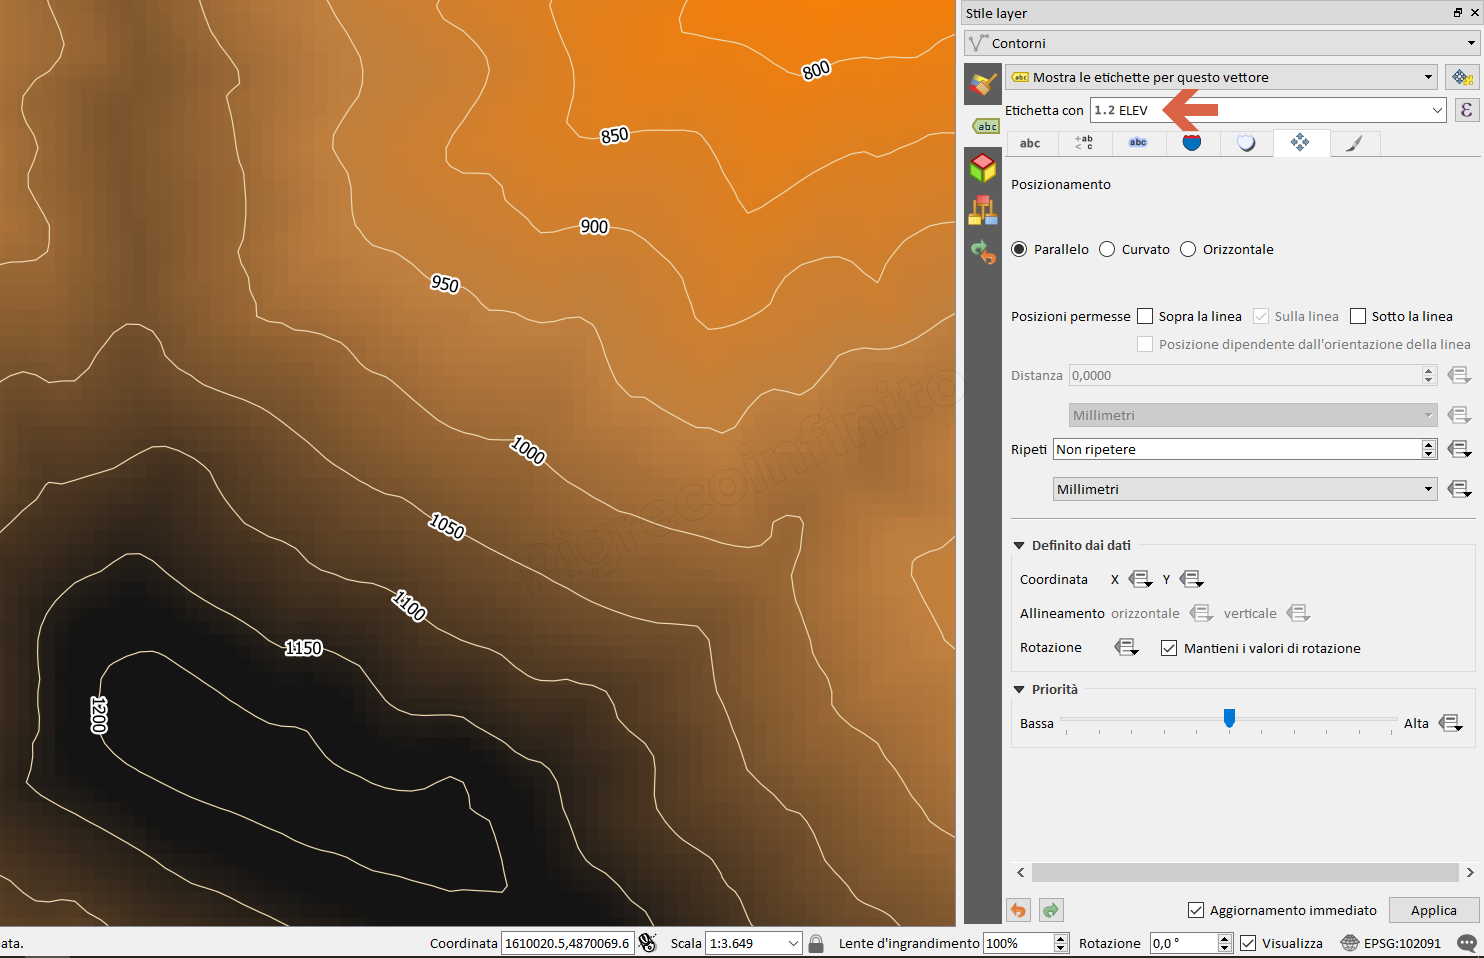 Stile layer
Contorni
abc Mostra le etichette per questo vettore
Etichetta con 1.2 ELEV ε
abc
abc +ab < c abc
Posizionamento
Parallelo Curvato Orizzontale
Posizioni permesse Sopra la linea Sulla linea Sotto la linea
Posizione dipendente dall'orientazione della linea
Distanza 0,0000
Millimetri
Ripeti Non ripetere
Millimetri
Definito dai dati
Coordinata X Y
Allineamento orizzontale verticale
Rotazione Mantieni i valori di rotazione
Priorità
Bassa Alta
Aggiornamento immediato Applica
800
850
900
950
1000
1050
1100
1150
1200
Pigrecoinfinito
ata. Coordinata 1610020.5,4870069.6 Scala 1:3.649 Lente d'ingrandimento 100% Rotazione 0,0 ° Visualizza EPSG:102091